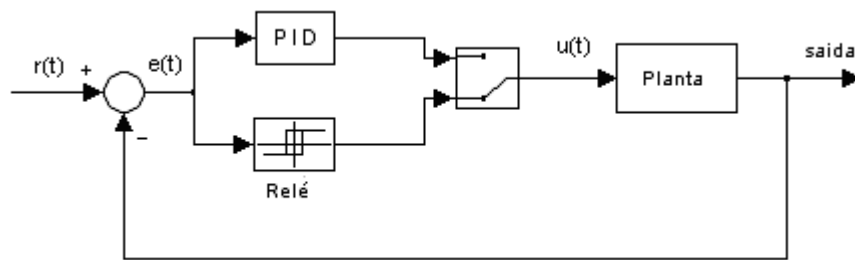 r(t)
+
−
e(t)
PID
Relé
u(t)
Planta
saida